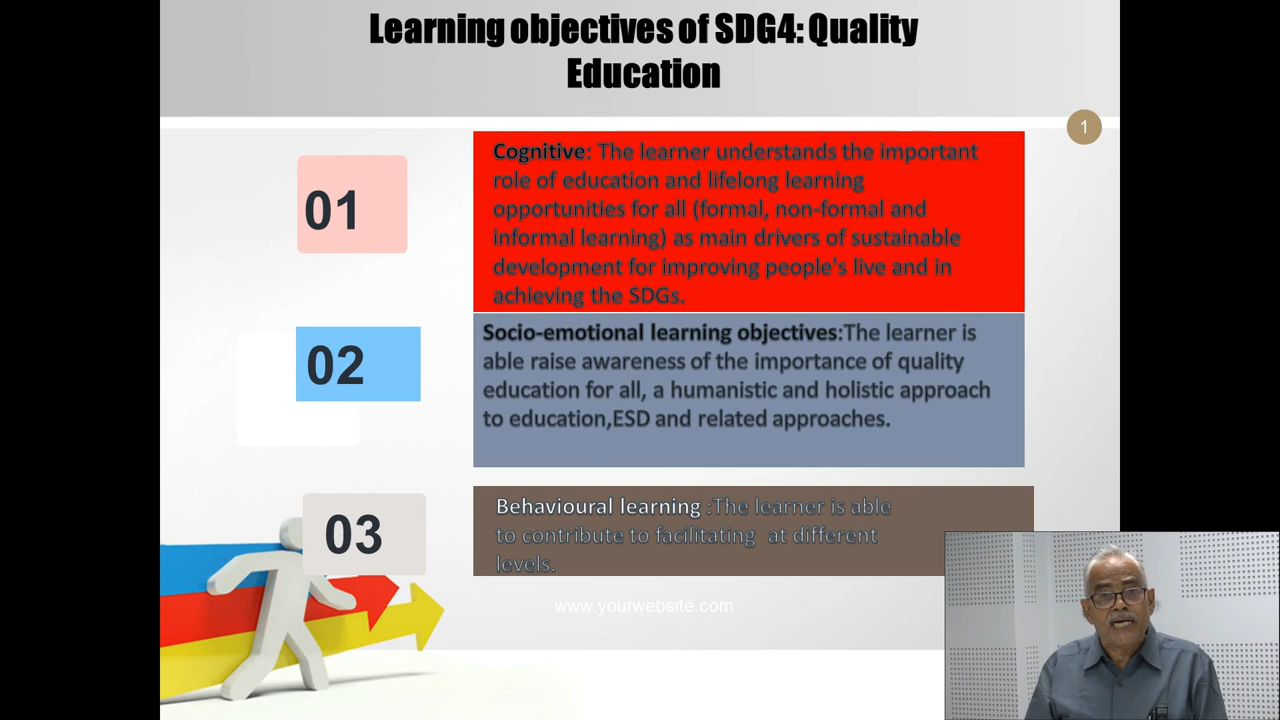 Learning objectives of SDG4: Quality
Education
1
01
Cognitive: The learner understands the important
role of education and lifelong learning
opportunities for all (formal, non-formal and
informal learning) as main drivers of sustainable
development for improving people's live and in
achieving the SDGs.
02
Socio-emotional learning objectives:The learner is
able raise awareness of the importance of quality
education for all, a humanistic and holistic approach
to education,ESD and related approaches.
03
Behavioural learning :The learner is able
to contribute to facilitating  at different
levels.
www.yourwebsite.com